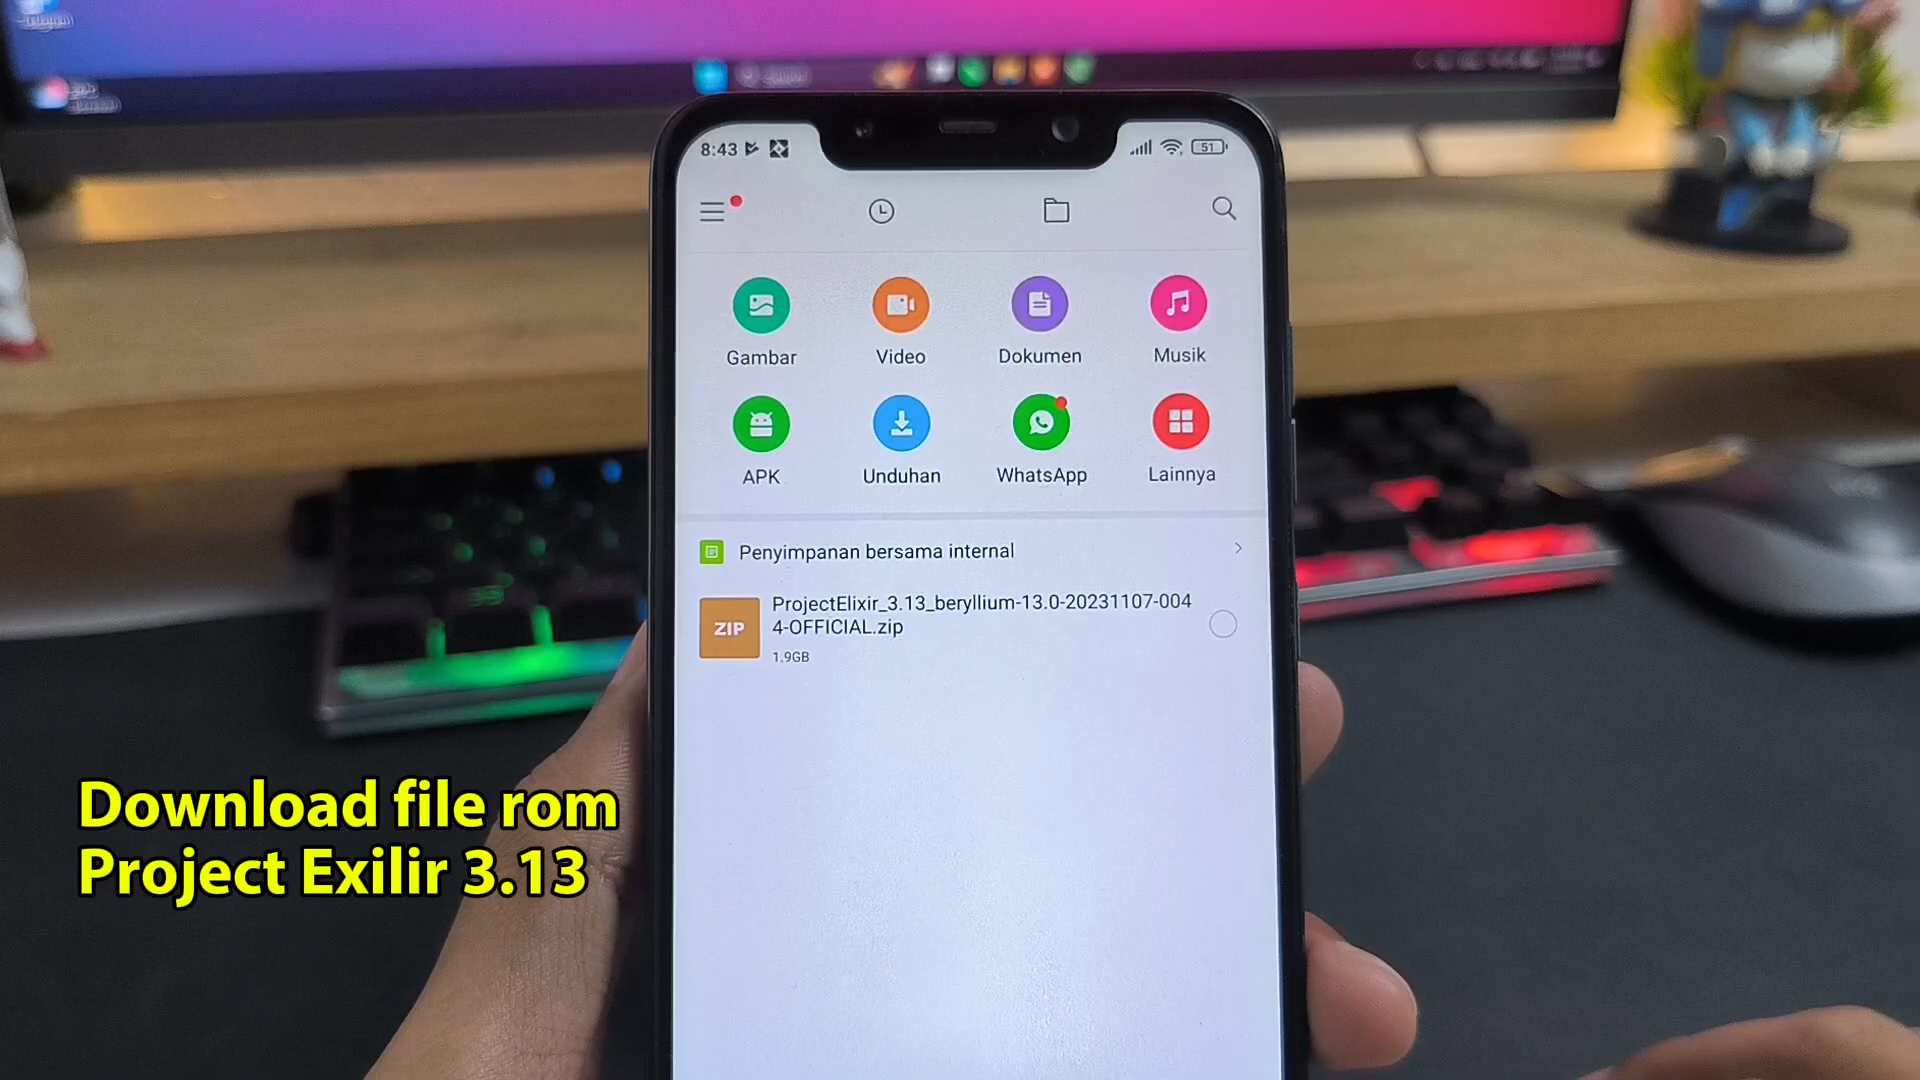 8:43
51
Gambar
Video
Dokumen
Musik
APK
Unduhan
WhatsApp
Lainnya
Penyimpanan bersama internal
ZIP
ProjectElixir_3.13_beryllium-13.0-20231107-004
4-OFFICIAL.zip
1.9GB
Download file rom
Project Exilir 3.13